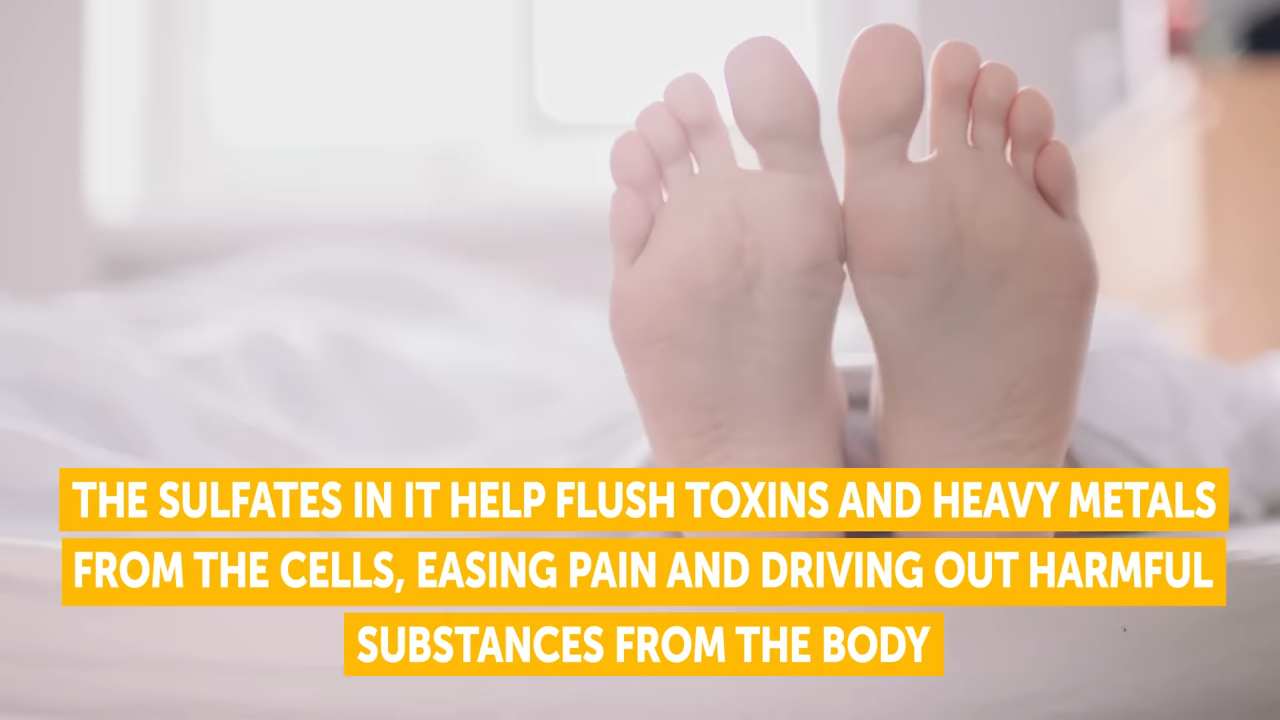 THE SULFATES IN IT HELP FLUSH TOXINS AND HEAVY METALS
FROM THE CELLS, EASING PAIN AND DRIVING OUT HARMFUL
SUBSTANCES FROM THE BODY